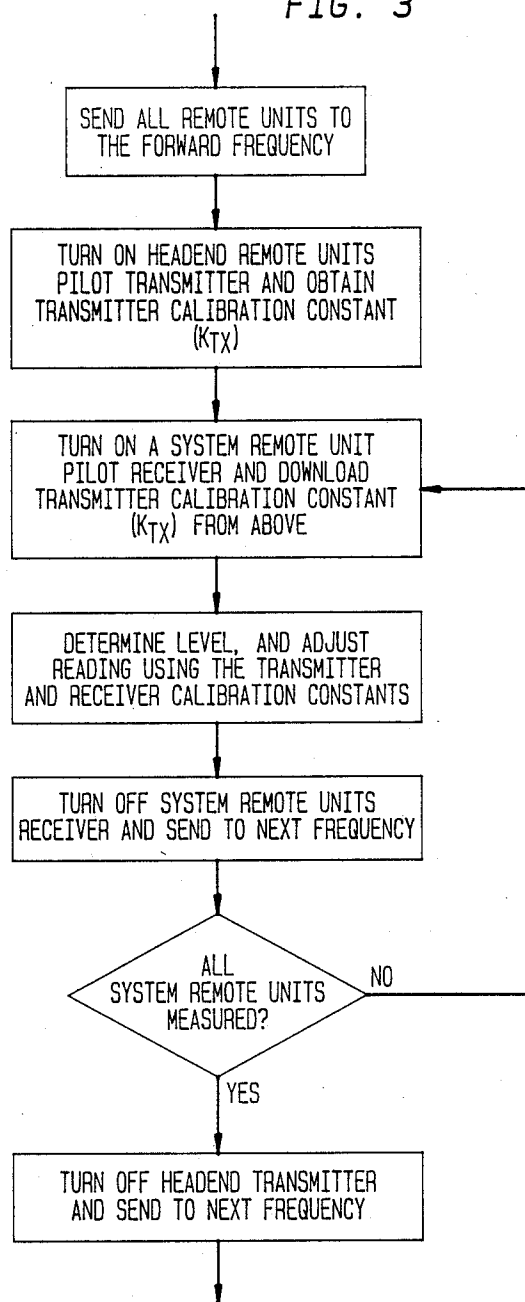 FIG. 3
SEND ALL REMOTE UNITS TO
THE FORWARD FREQUENCY
TURN ON HEADEND REMOTE UNITS
PILOT TRANSMITTER AND OBTAIN
TRANSMITTER CALIBRATION CONSTANT
(KTX)
TURN ON A SYSTEM REMOTE UNIT
PILOT RECEIVER AND DOWNLOAD
TRANSMITTER CALIBRATION CONSTANT
(KTX) FROM ABOVE
DETERMINE LEVEL, AND ADJUST
READING USING THE TRANSMITTER
AND RECEIVER CALIBRATION CONSTANTS
TURN OFF SYSTEM REMOTE UNITS
RECEIVER AND SEND TO NEXT FREQUENCY
ALL
SYSTEM REMOTE UNITS
MEASURED?
NO
YES
TURN OFF HEADEND TRANSMITTER
AND SEND TO NEXT FREQUENCY